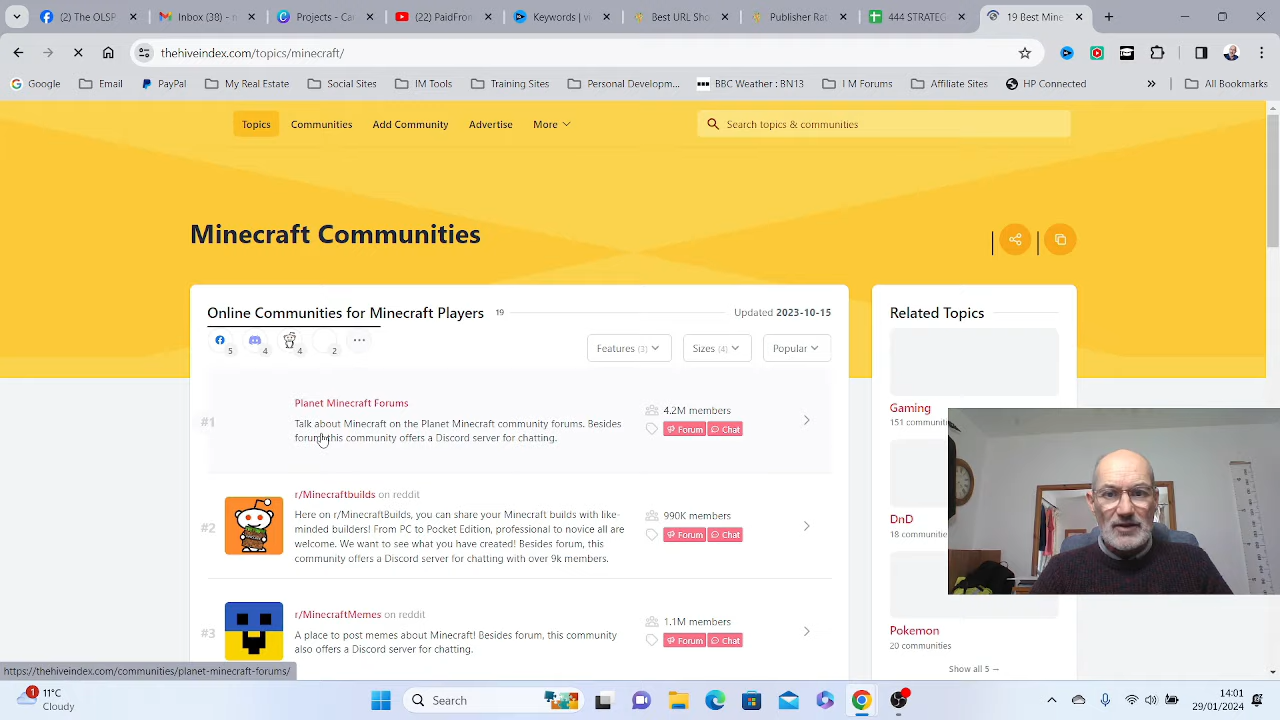 (22) The OLSP
Inbox (38) - n
Projects - Can
(22) PaidFron
Keywords | vi
Best URL Sho
Publisher Rat
444 STRATEG
19 Best Mine
thehiveindex.com/topics/minecraft/
Google
Email
PayPal
My Real Estate
Social Sites
IM Tools
Training Sites
Personal Developm...
BBC Weather : BN13
I M Forums
Affiliate Sites
HP Connected
»
All Bookmarks
Topics
Communities
Add Community
Advertise
More
Search topics & communities
Minecraft Communities
Online Communities for Minecraft Players 19
Updated 2023-10-15
5
4
4
2
Features (3)
Sizes (4)
Popular
#1
Planet Minecraft Forums
Talk about Minecraft on the Planet Minecraft community forums. Besides
forum, this community offers a Discord server for chatting.
4.2M members
Forum
Chat
#2
r/Minecraftbuilds on reddit
Here on r/MinecraftBuilds, you can share your Minecraft builds with like-
minded builders! From PC to Pocket Edition, professional to novice all are
welcome. We want to see what you have created! Besides forum, this
community offers a Discord server for chatting with over 9k members.
990K members
Forum
Chat
#3
r/MinecraftMemes on reddit
A place to post memes about Minecraft! Besides forum, this community
also offers a Discord server for chatting.
1.1M members
Forum
Chat
Related Topics
Gaming
151 communiti
DnD
18 communitie
Pokemon
20 communities
Show all 5 →
https://thehiveindex.com/communities/planet-minecraft-forums/
1
11°C
Cloudy
Search
14:01
29/01/2024